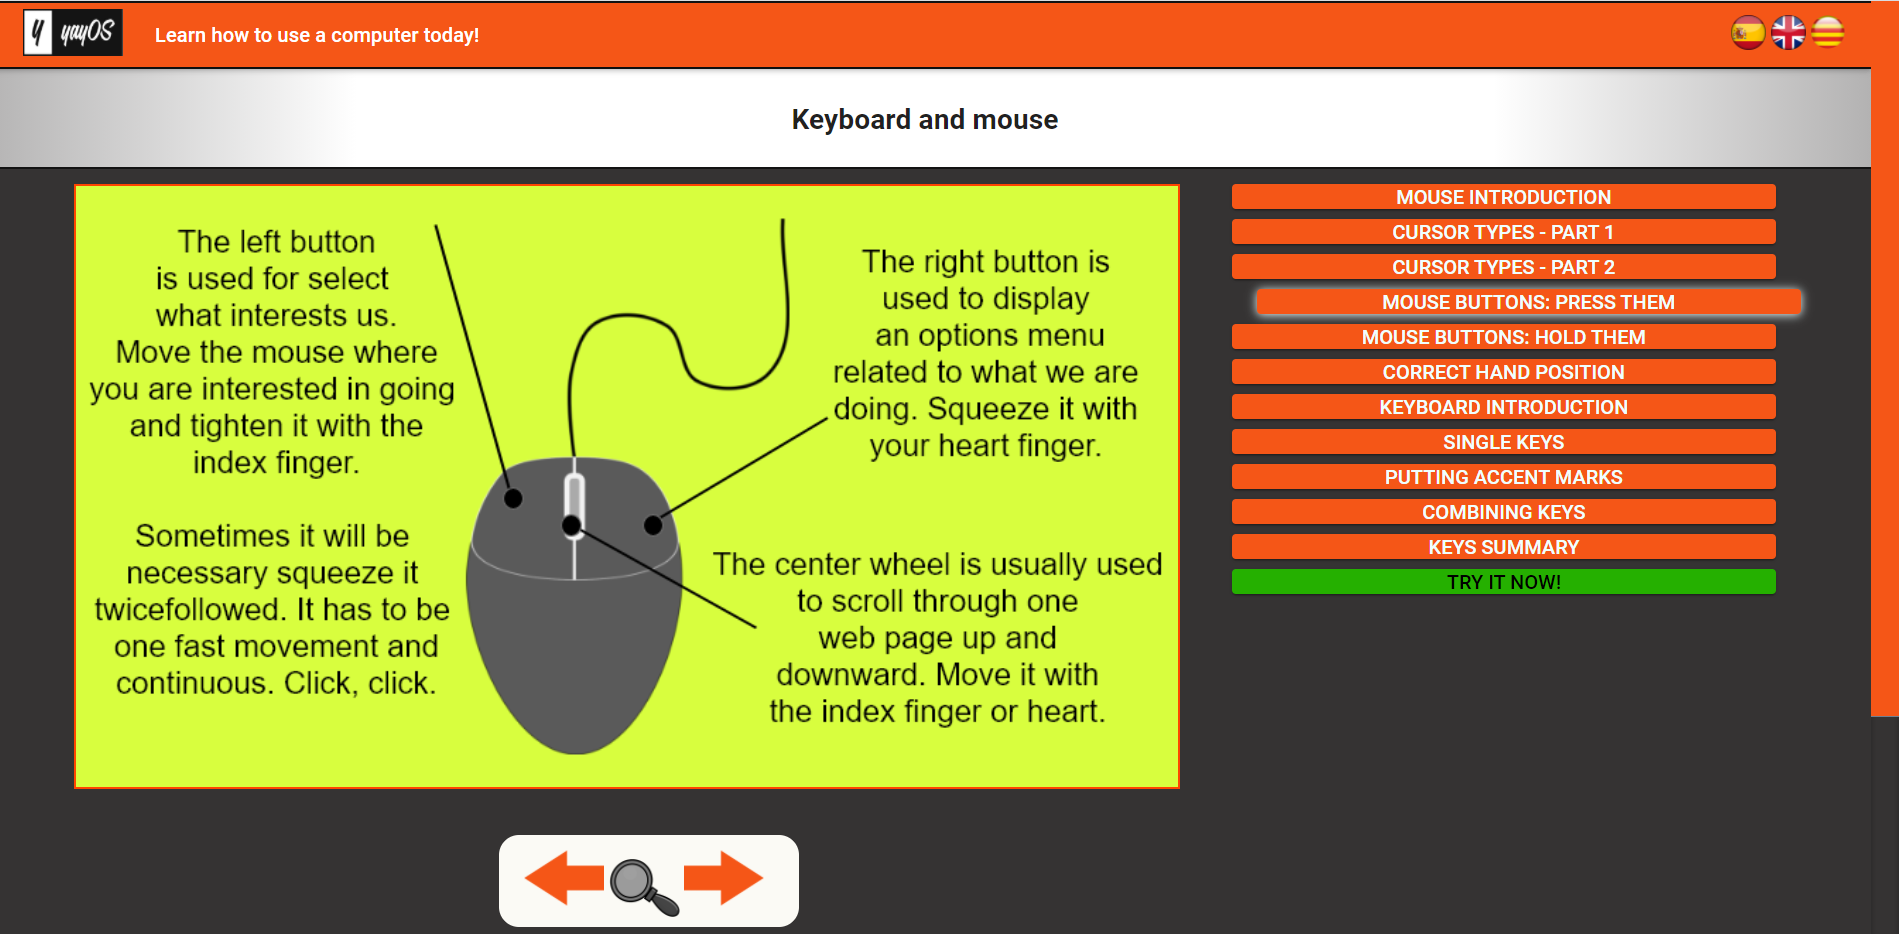 y yayOS
Learn how to use a computer today!
Keyboard and mouse
The left button
is used for select
what interests us.
Move the mouse where
you are interested in going
and tighten it with the
index finger.
Sometimes it will be
necessary squeeze it
twicefollowed. It has to be
one fast movement and
continuous. Click, click.
The right button is
used to display
an options menu
related to what we are
doing. Squeeze it with
your heart finger.
The center wheel is usually used
to scroll through one
web page up and
downward. Move it with
the index finger or heart.
MOUSE INTRODUCTION
CURSOR TYPES - PART 1
CURSOR TYPES - PART 2
MOUSE BUTTONS: PRESS THEM
MOUSE BUTTONS: HOLD THEM
CORRECT HAND POSITION
KEYBOARD INTRODUCTION
SINGLE KEYS
PUTTING ACCENT MARKS
COMBINING KEYS
KEYS SUMMARY
TRY IT NOW!